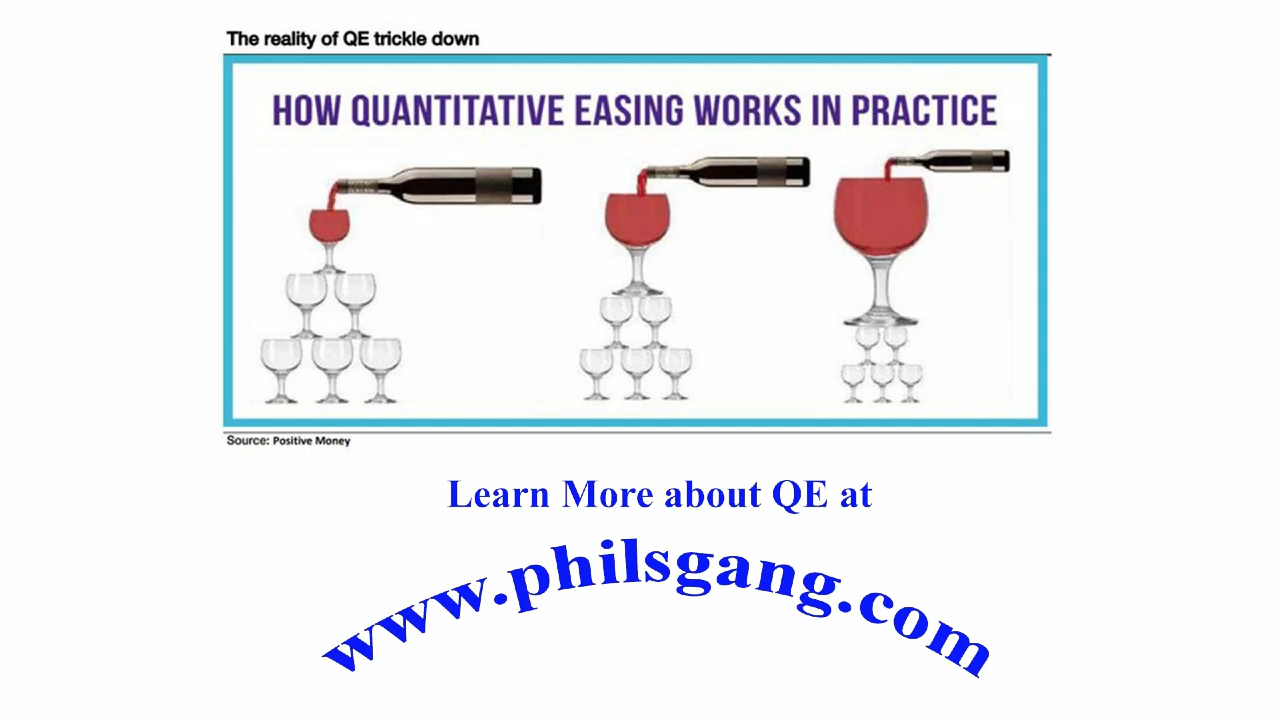 The reality of QE trickle down
HOW QUANTITATIVE EASING WORKS IN PRACTICE
Source: Positive Money
Learn More about QE at
www.philsgang.com